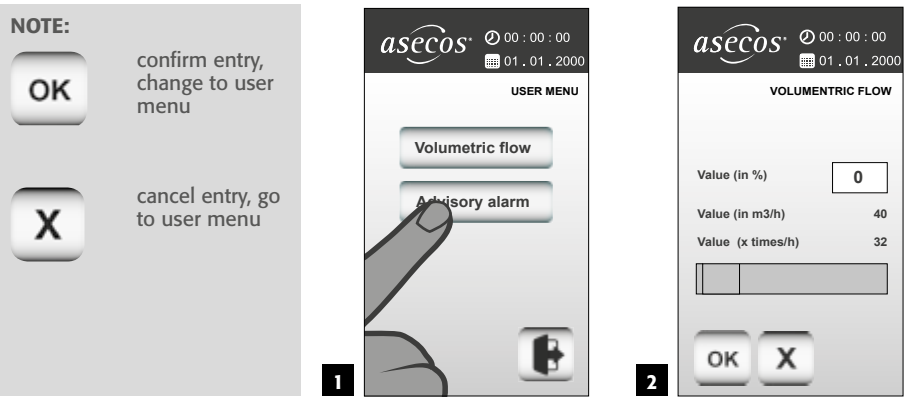 NOTE:
OK
confirm entry,
change to user
menu
X
cancel entry, go
to user menu
asecos
00 : 00 : 00
01 . 01 . 2000
USER MENU
Volumetric flow
Advisory alarm
1
asecos
00 : 00 : 00
01 . 01 . 2000
VOLUMENTRIC FLOW
Value (in %) 0
Value (in m3/h) 40
Value (x times/h) 32
OK X
2